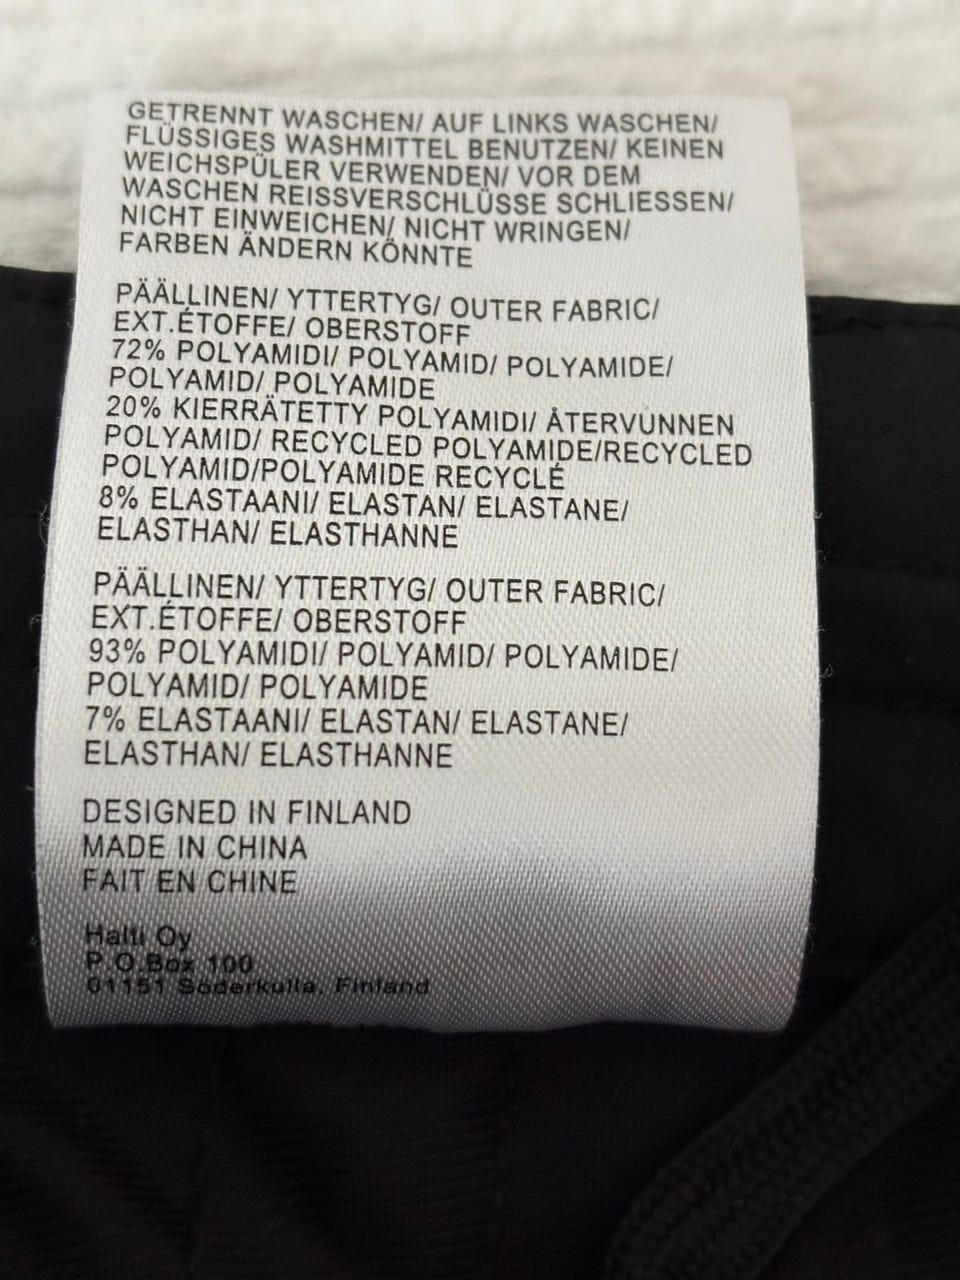 GETRENNT WASCHEN/ AUF LINKS WASCHEN/
FLÜSSIGES WASHMITTEL BENUTZEN/ KEINEN
WEICHSPÜLER VERWENDEN/ VOR DEM
WASCHEN REISSVERSCHLÜSSE SCHLIESSEN/
NICHT EINWEICHEN/ NICHT WRINGEN/
FARBEN ÄNDERN KÖNNTE
PÄÄLLINEN/ YTTERTYG/ OUTER FABRIC/
EXT.ÉTOFFE/ OBERSTOFF
72% POLYAMIDI/ POLYAMID/ POLYAMIDE/
POLYAMID/ POLYAMIDE
20% KIERRÄTETTY POLYAMIDI/ ÅTERVUNNEN
POLYAMID/ RECYCLED POLYAMIDE/RECYCLED
POLYAMID/POLYAMIDE RECYCLÉ
8% ELASTAANI/ ELASTAN/ ELASTANE/
ELASTHAN/ ELASTHANNE
PÄÄLLINEN/ YTTERTYG/ OUTER FABRIC/
EXT.ÉTOFFE/ OBERSTOFF
93% POLYAMIDI/ POLYAMID/ POLYAMIDE/
POLYAMID/ POLYAMIDE
7% ELASTAANI/ ELASTAN/ ELASTANE/
ELASTHAN/ ELASTHANNE
DESIGNED IN FINLAND
MADE IN CHINA
FAIT EN CHINE
Halti Oy
P.O.Box 100
01151 Söderkulla, Finland